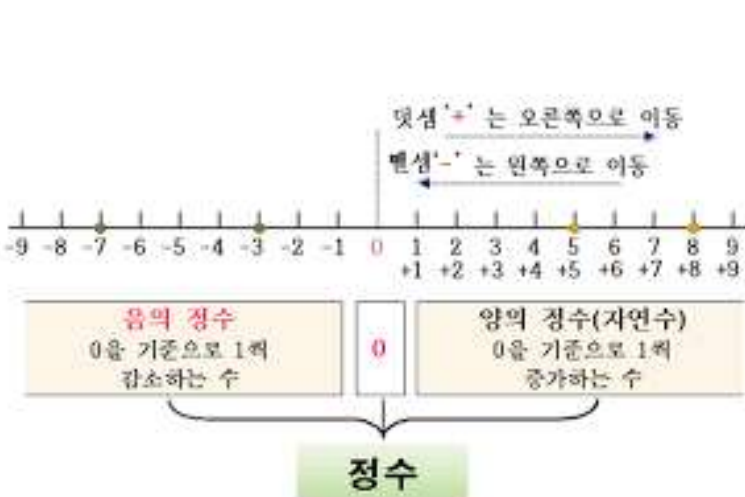 덧셈 '+' 는 오른쪽으로 이동
뺄셈 '-' 는 왼쪽으로 이동
-9 -8 -7 -6 -5 -4 -3 -2 -1 0 1 2 3 4 5 6 7 8 9
+1 +2 +3 +4 +5 +6 +7 +8 +9
음의 정수
0을 기준으로 1씩
감소하는 수
0
양의 정수(자연수)
0을 기준으로 1씩
증가하는 수
정수